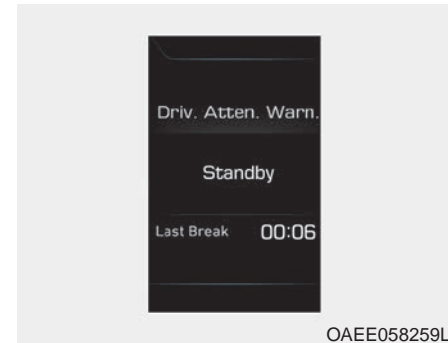 Driv. Atten. Warn.
Standby
Last Break 00:06
OAEE058259L